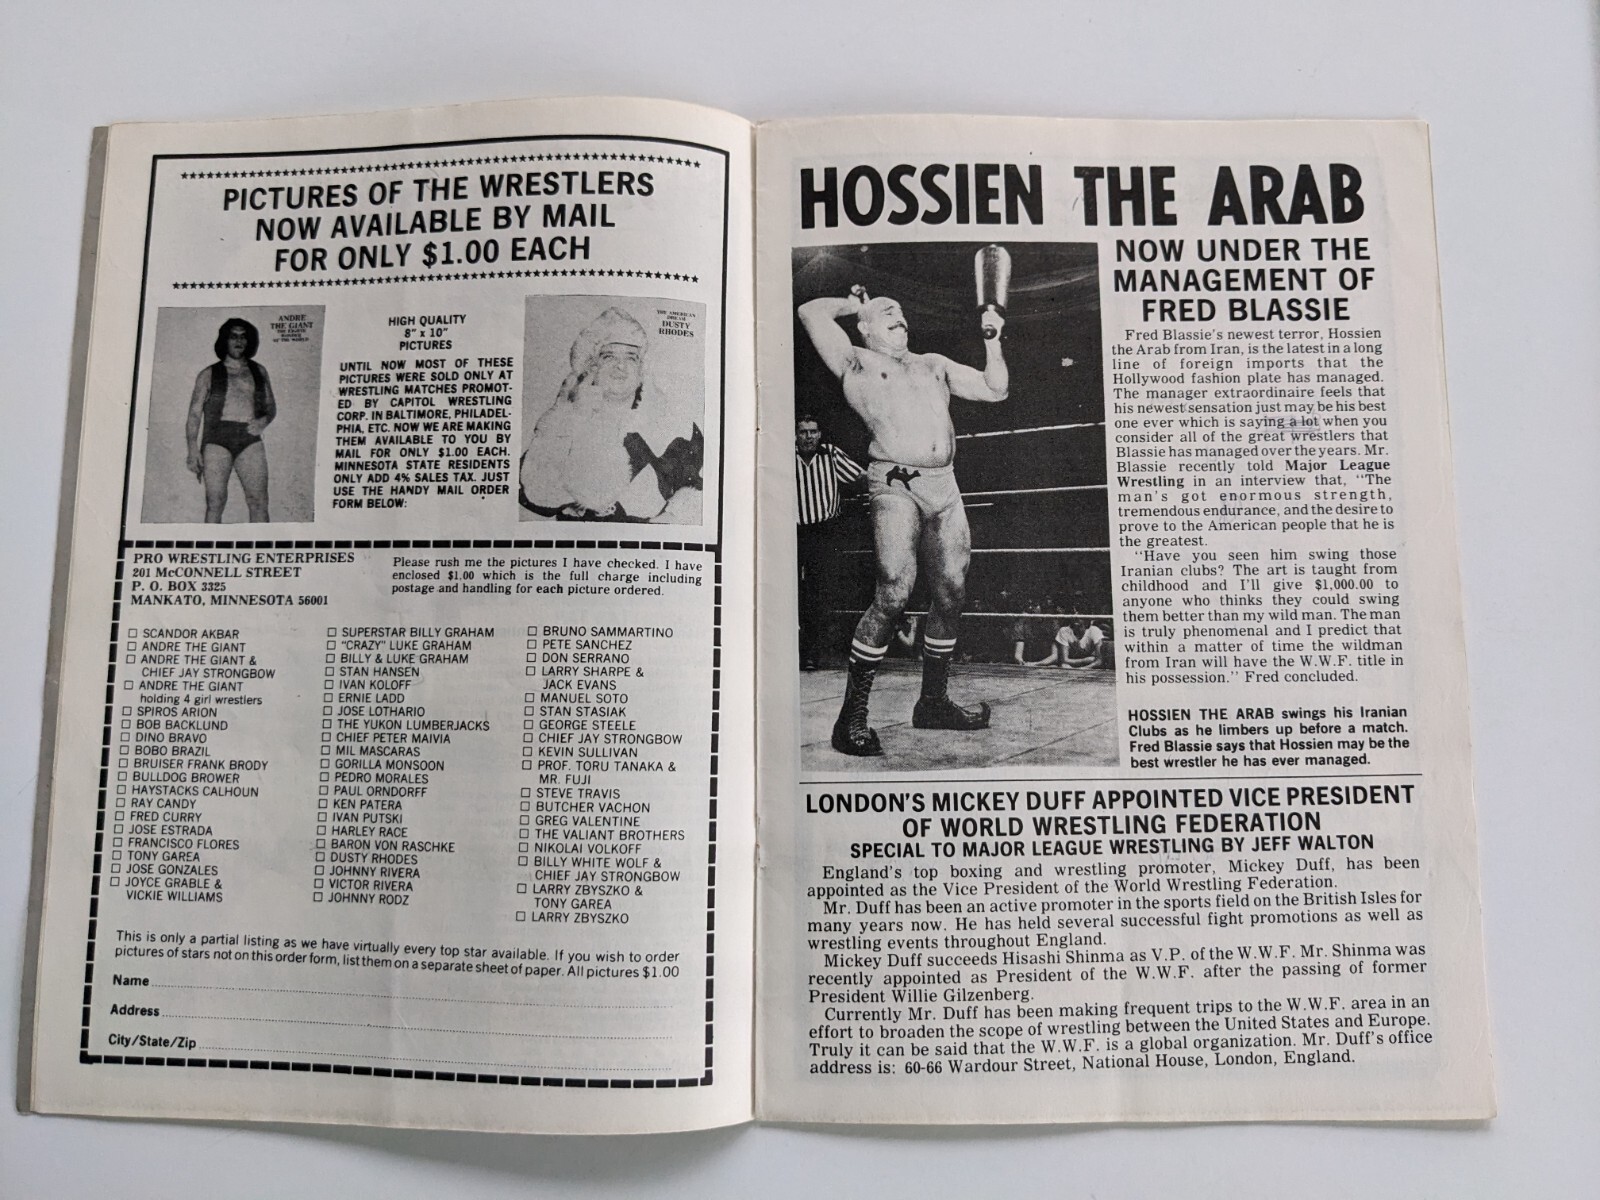 PICTURES OF THE WRESTLERS
NOW AVAILABLE BY MAIL
FOR ONLY $1.00 EACH
ANDRE
THE GIANT
HIGH QUALITY
8" x 10"
PICTURES
UNTIL NOW MOST OF THESE
PICTURES WERE SOLD ONLY AT
WRESTLING MATCHES PROMOT-
ED BY CAPITOL WRESTLING
CORP. IN BALTIMORE, PHILADEL-
PHIA, ETC. NOW WE ARE MAKING
THEM AVAILABLE TO YOU BY
MAIL FOR ONLY $1.00 EACH.
MINNESOTA STATE RESIDENTS
ONLY ADD 4% SALES TAX. JUST
USE THE HANDY MAIL ORDER
FORM BELOW:
THE AMERICAN
DREAM
DUSTY
RHODES
PRO WRESTLING ENTERPRISES
201 McCONNELL STREET
P. O. BOX 3325
MANKATO, MINNESOTA 56001
Please rush me the pictures I have checked. I have
enclosed $1.00 which is the full charge including
postage and handling for each picture ordered.
☐ SCANDOR AKBAR
☐ ANDRE THE GIANT
☐ ANDRE THE GIANT &
CHIEF JAY STRONGBOW
☐ ANDRE THE GIANT
holding 4 girl wrestlers
☐ SPIROS ARION
☐ BOB BACKLUND
☐ DINO BRAVO
☐ BOBO BRAZIL
☐ BRUISER FRANK BRODY
☐ BULLDOG BROWER
☐ HAYSTACKS CALHOUN
☐ RAY CANDY
☐ FRED CURRY
☐ JOSE ESTRADA
☐ FRANCISCO FLORES
☐ TONY GAREA
☐ JOSE GONZALES
☐ JOYCE GRABLE &
VICKIE WILLIAMS
☐ SUPERSTAR BILLY GRAHAM
☐ "CRAZY" LUKE GRAHAM
☐ BILLY & LUKE GRAHAM
☐ STAN HANSEN
☐ IVAN KOLOFF
☐ ERNIE LADD
☐ JOSE LOTHARIO
☐ THE YUKON LUMBERJACKS
☐ CHIEF PETER MAIVIA
☐ MIL MASCARAS
☐ GORILLA MONSOON
☐ PEDRO MORALES
☐ PAUL ORNDORFF
☐ KEN PATERA
☐ IVAN PUTSKI
☐ HARLEY RACE
☐ BARON VON RASCHKE
☐ DUSTY RHODES
☐ JOHNNY RIVERA
☐ VICTOR RIVERA
☐ JOHNNY RODZ
☐ BRUNO SAMMARTINO
☐ PETE SANCHEZ
☐ DON SERRANO
☐ LARRY SHARPE &
JACK EVANS
☐ MANUEL SOTO
☐ STAN STASIAK
☐ GEORGE STEELE
☐ CHIEF JAY STRONGBOW
☐ KEVIN SULLIVAN
☐ PROF. TORU TANAKA &
MR. FUJI
☐ STEVE TRAVIS
☐ BUTCHER VACHON
☐ GREG VALENTINE
☐ THE VALIANT BROTHERS
☐ NIKOLAI VOLKOFF
☐ BILLY WHITE WOLF &
CHIEF JAY STRONGBOW
☐ LARRY ZBYSZKO &
TONY GAREA
☐ LARRY ZBYSZKO
This is only a partial listing as we have virtually every top star available. If you wish to order
pictures of stars not on this order form, list them on a separate sheet of paper. All pictures $1.00
Name
Address
City/State/Zip
HOSSIEN THE ARAB
NOW UNDER THE
MANAGEMENT OF
FRED BLASSIE
Fred Blassie's newest terror, Hossien
the Arab from Iran, is the latest in a long
line of foreign imports that the
Hollywood fashion plate has managed.
The manager extraordinaire feels that
his newest sensation just may be his best
one ever which is saying a lot when you
consider all of the great wrestlers that
Blassie has managed over the years. Mr.
Blassie recently told Major League
Wrestling in an interview that, "The
man's got enormous strength,
tremendous endurance, and the desire to
prove to the American people that he is
the greatest.
"Have you seen him swing those
Iranian clubs? The art is taught from
childhood and I'll give $1,000.00 to
anyone who thinks they could swing
them better than my wild man. The man
is truly phenomenal and I predict that
within a matter of time the wildman
from Iran will have the W.W.F. title in
his possession." Fred concluded.
HOSSIEN THE ARAB swings his Iranian
Clubs as he limbers up before a match.
Fred Blassie says that Hossien may be the
best wrestler he has ever managed.
LONDON'S MICKEY DUFF APPOINTED VICE PRESIDENT
OF WORLD WRESTLING FEDERATION
SPECIAL TO MAJOR LEAGUE WRESTLING BY JEFF WALTON
England's top boxing and wrestling promoter, Mickey Duff, has been
appointed as the Vice President of the World Wrestling Federation.
Mr. Duff has been an active promoter in the sports field on the British Isles for
many years now. He has held several successful fight promotions as well as
wrestling events throughout England.
Mickey Duff succeeds Hisashi Shinma as V.P. of the W.W.F. Mr. Shinma was
recently appointed as President of the W.W.F. after the passing of former
President Willie Gilzenberg.
Currently Mr. Duff has been making frequent trips to the W.W.F. area in an
effort to broaden the scope of wrestling between the United States and Europe.
Truly it can be said that the W.W.F. is a global organization. Mr. Duff's office
address is: 60-66 Wardour Street, National House, London, England.